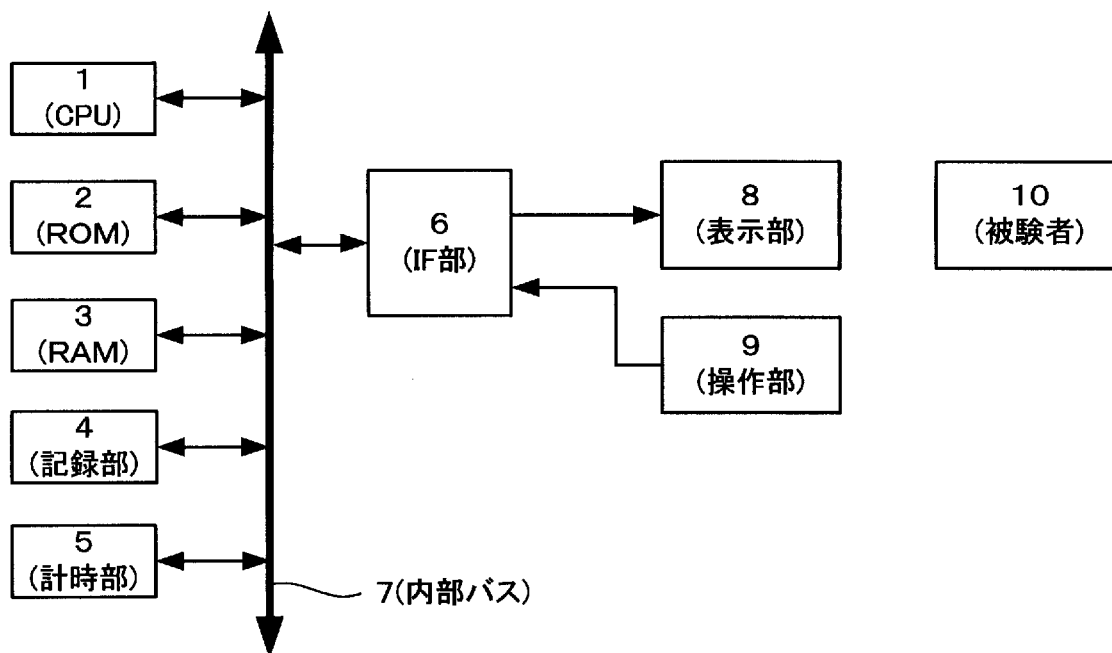 1
(CPU)
2
(ROM)
3
(RAM)
4
(記録部)
5
(計時部)
6
(IF部)
7(内部バス)
8
(表示部)
9
(操作部)
10
(被験者)